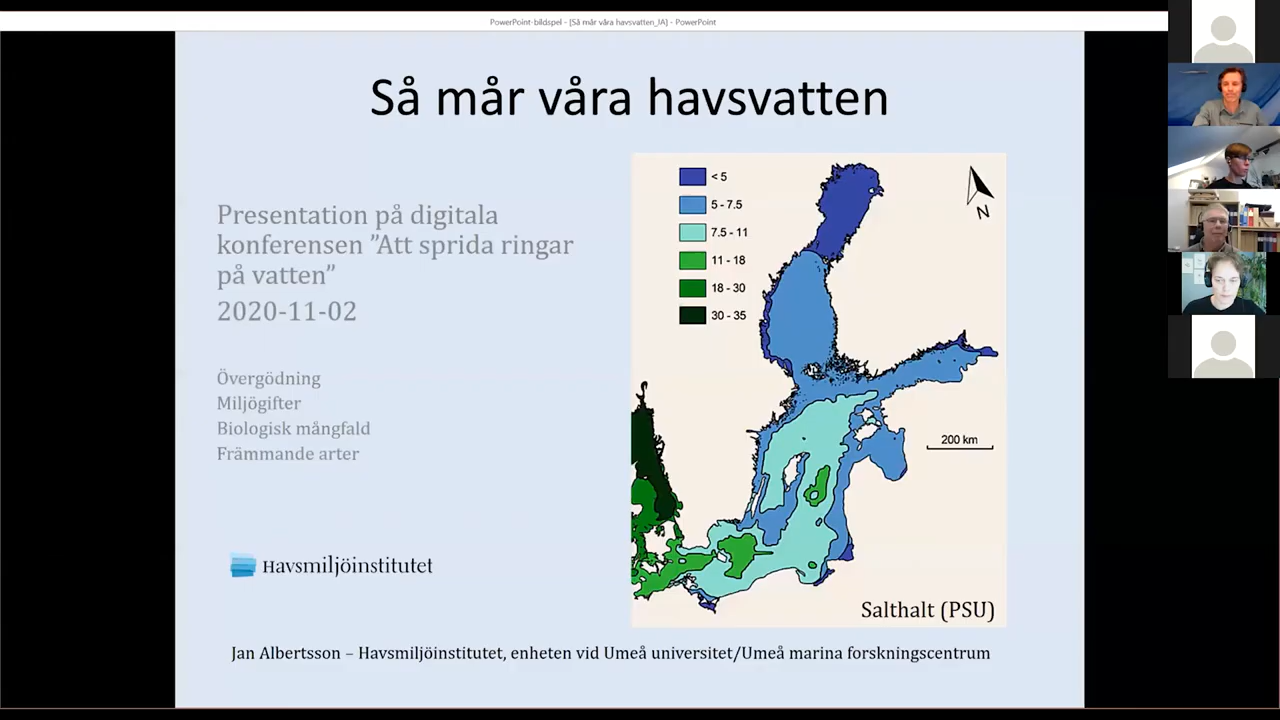 PowerPoint-bildspel - [Så mår våra havsvatten_JA] - PowerPoint
Så mår våra havsvatten
Presentation på digitala
konferensen ”Att sprida ringar
på vatten”
2020-11-02
Övergödning
Miljögifter
Biologisk mångfald
Främmande arter
Havsmiljöinstitutet
< 5
5 - 7.5
7.5 - 11
11 - 18
18 - 30
30 - 35
N
200 km
Salthalt (PSU)
Jan Albertsson – Havsmiljöinstitutet, enheten vid Umeå universitet/Umeå marina forskningscentrum